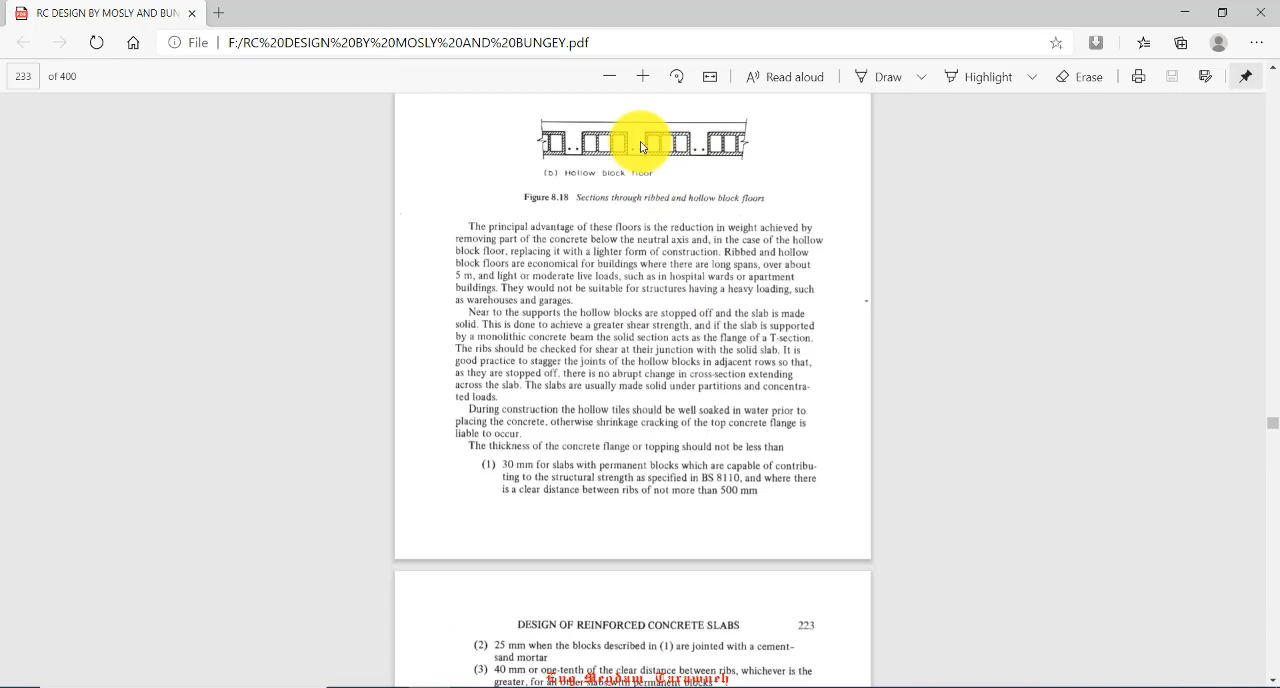 RC DESIGN BY MOSLY AND BUN
File F:/RC%20DESIGN%20BY%20MOSLY%20AND%20BUNGEY.pdf
233 of 400 Read aloud Draw Highlight Erase
(b) Hollow block floor
Figure 8.18 Sections through ribbed and hollow block floors
The principal advantage of these floors is the reduction in weight achieved by
removing part of the concrete below the neutral axis and, in the case of the hollow
block floor, replacing it with a lighter form of construction. Ribbed and hollow
block floors are economical for buildings where there are long spans, over about
5 m, and light or moderate live loads, such as in hospital wards or apartment
buildings. They would not be suitable for structures having a heavy loading, such
as warehouses and garages.
Near to the supports the hollow blocks are stopped off and the slab is made
solid. This is done to achieve a greater shear strength, and if the slab is supported
by a monolithic concrete beam the solid section acts as the flange of a T-section.
The ribs should be checked for shear at their junction with the solid slab. It is
good practice to stagger the joints of the hollow blocks in adjacent rows so that,
as they are stopped off, there is no abrupt change in cross-section extending
across the slab. The slabs are usually made solid under partitions and concentra-
ted loads.
During construction the hollow tiles should be well soaked in water prior to
placing the concrete, otherwise shrinkage cracking of the top concrete flange is
liable to occur.
The thickness of the concrete flange or topping should not be less than
(1) 30 mm for slabs with permanent blocks which are capable of contribu-
ting to the structural strength as specified in BS 8110, and where there
is a clear distance between ribs of not more than 500 mm
DESIGN OF REINFORCED CONCRETE SLABS 223
(2) 25 mm when the blocks described in (1) are jointed with a cement-
sand mortar
(3) 40 mm or one-tenth of the clear distance between ribs, whichever is the
greater, for all other slabs with permanent blocks
Eng.Meqdam Tarawneh